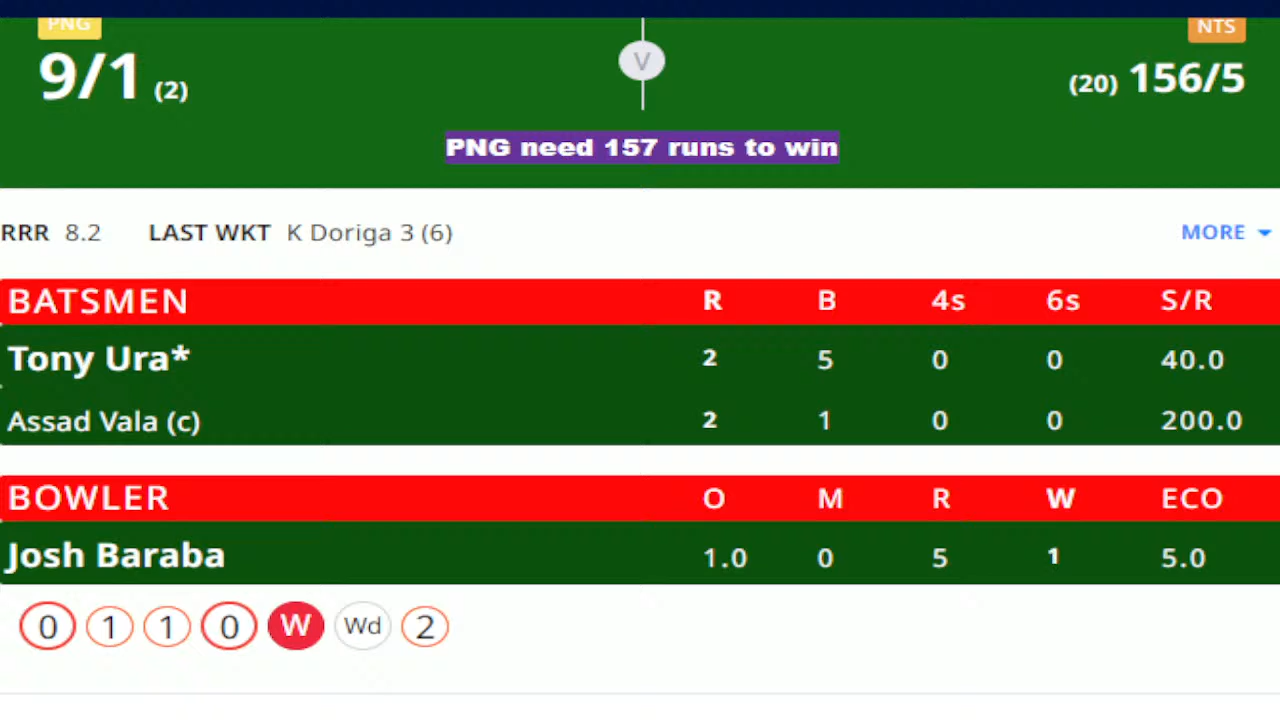 PNG
NTS
9/1 (2)
V
(20) 156/5
PNG need 157 runs to win
RRR 8.2 LAST WKT K Doriga 3 (6)
MORE
BATSMEN R B 4s 6s S/R
Tony Ura* 2 5 0 0 40.0
Assad Vala (c) 2 1 0 0 200.0
BOWLER O M R W ECO
Josh Baraba 1.0 0 5 1 5.0
0 1 1 0 W Wd 2